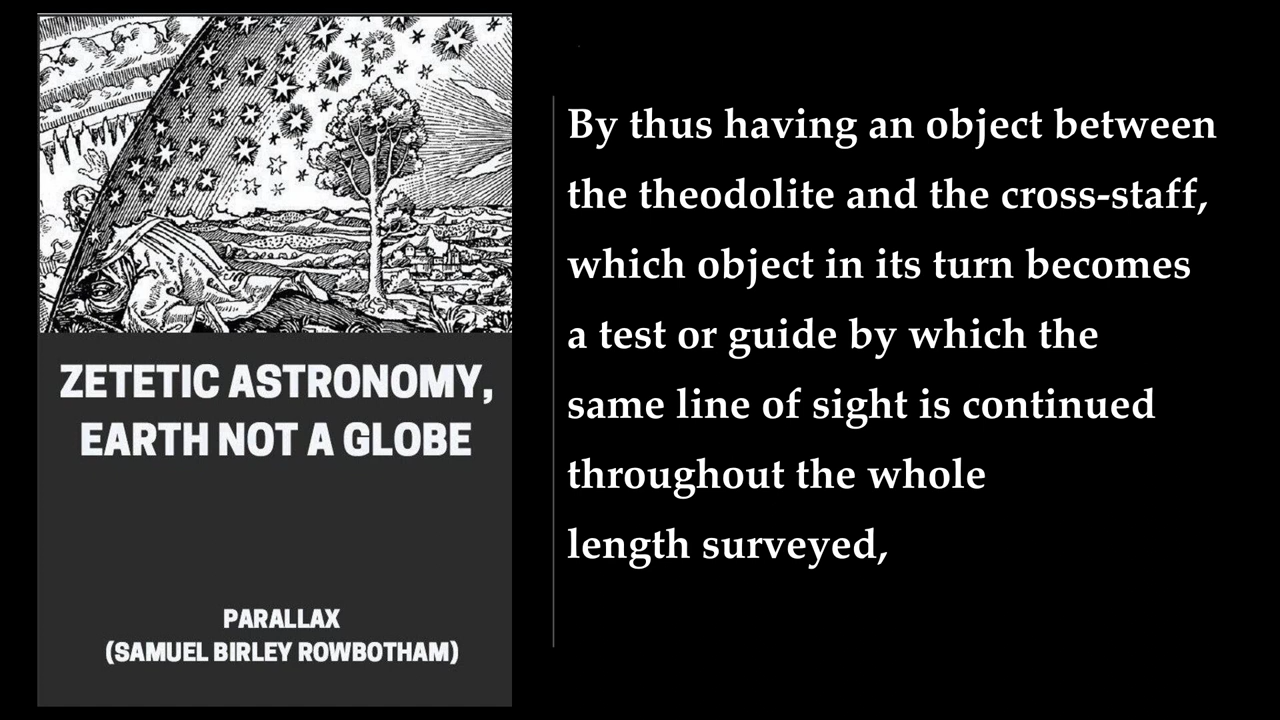 ZETETIC ASTRONOMY,
EARTH NOT A GLOBE
PARALLAX
(SAMUEL BIRLEY ROWBOTHAM)
By thus having an object between
the theodolite and the cross-staff,
which object in its turn becomes
a test or guide by which the
same line of sight is continued
throughout the whole
length surveyed,